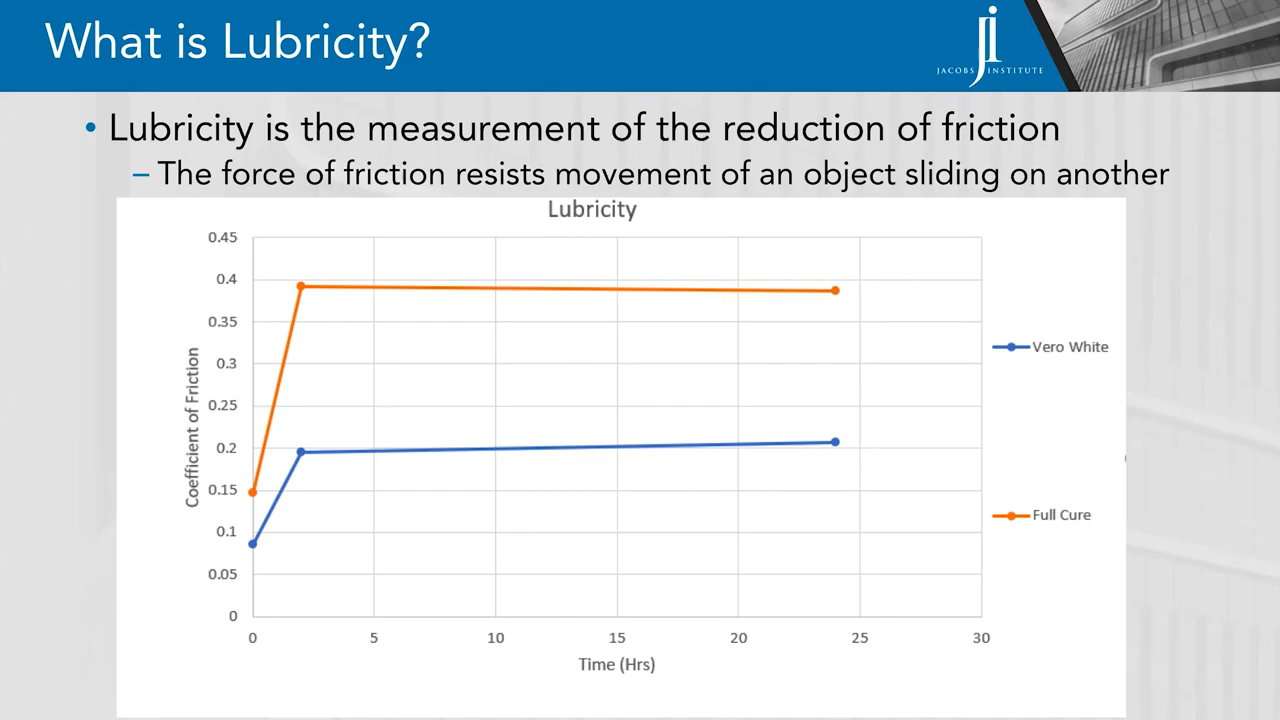 What is Lubricity?
JACOBS INSTITUTE
• Lubricity is the measurement of the reduction of friction
– The force of friction resists movement of an object sliding on another
Lubricity
0.45
0.4
0.35
0.3
0.25
0.2
0.15
0.1
0.05
0
Coefficient of Friction
0 5 10 15 20 25 30
Time (Hrs)
Vero White
Full Cure